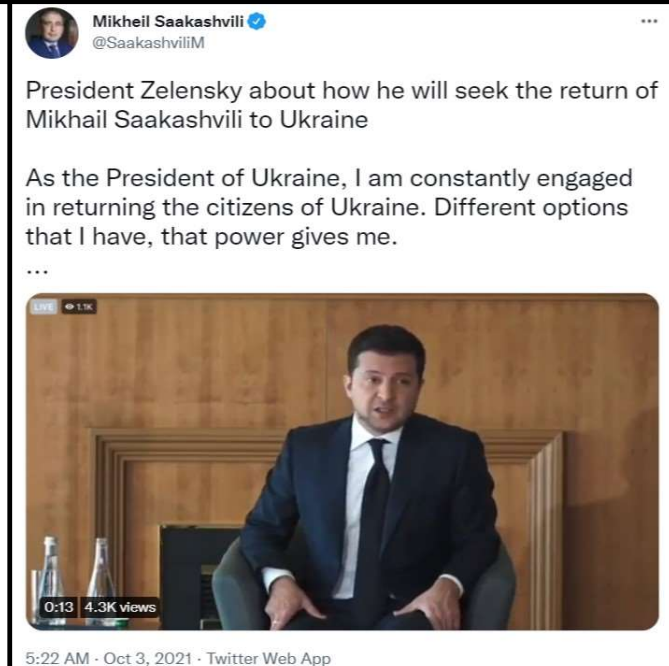 Mikheil Saakashvili
@SaakashviliM
President Zelensky about how he will seek the return of
Mikhail Saakashvili to Ukraine
As the President of Ukraine, I am constantly engaged
in returning the citizens of Ukraine. Different options
that I have, that power gives me.
...
LIVE 1.1K
0:13 4.3K views
5:22 AM · Oct 3, 2021 · Twitter Web App